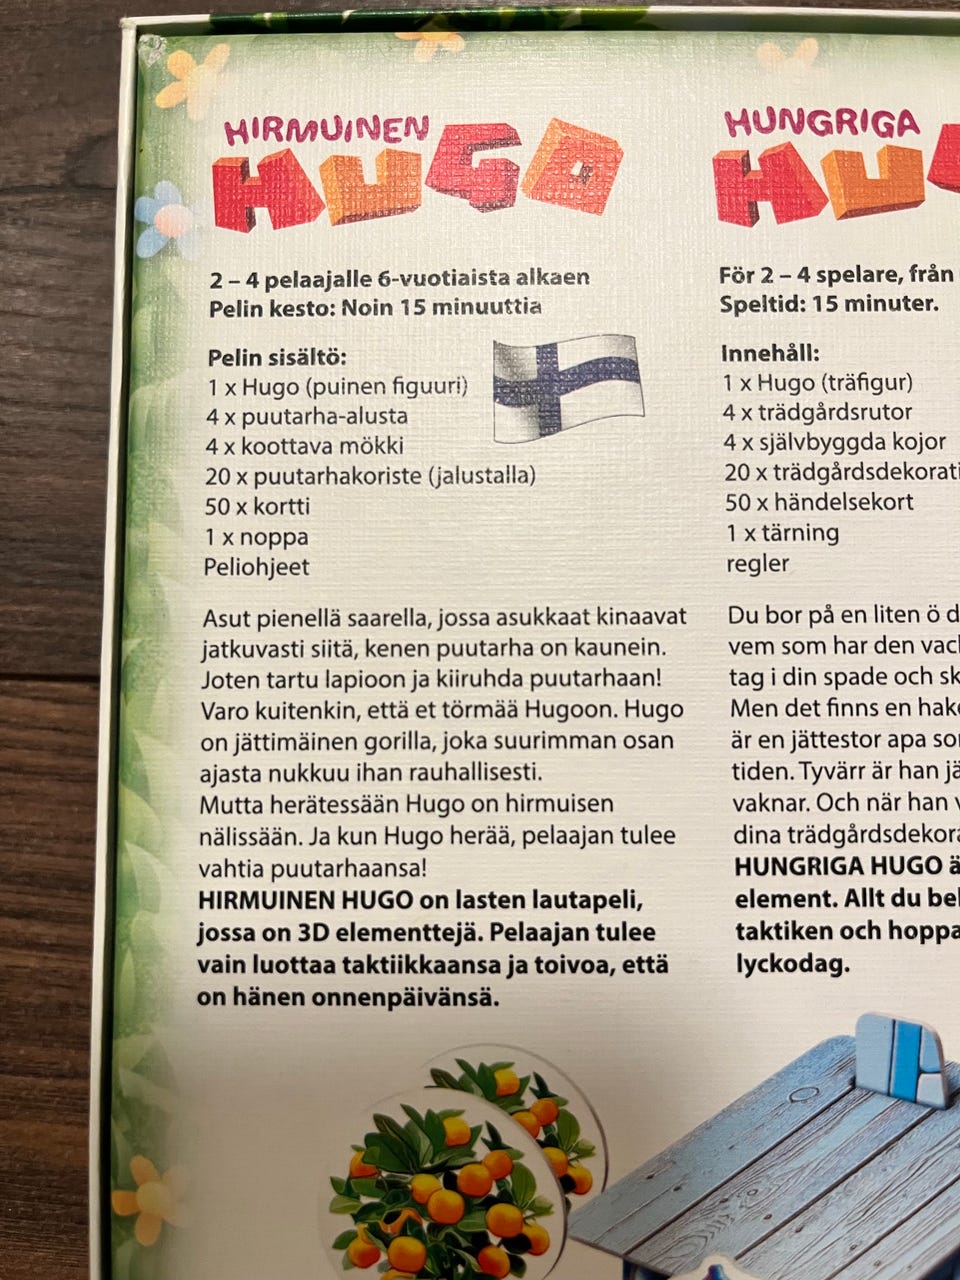 HIRMUINEN
HUGO
2 – 4 pelaajalle 6-vuotiaista alkaen
Pelin kesto: Noin 15 minuuttia
Pelin sisältö:
1 x Hugo (puinen figuuri)
4 x puutarha-alusta
4 x koottava mökki
20 x puutarhakoriste (jalustalla)
50 x kortti
1 x noppa
Peliohjeet
Asut pienellä saarella, jossa asukkaat kinaavat
jatkuvasti siitä, kenen puutarha on kaunein.
Joten tartu lapioon ja kiiruhda puutarhaan!
Varo kuitenkin, että et törmää Hugoon. Hugo
on jättimäinen gorilla, joka suurimman osan
ajasta nukkuu ihan rauhallisesti.
Mutta herätessään Hugo on hirmuisen
nälissään. Ja kun Hugo herää, pelaajan tulee
vahtia puutarhaansa!
HIRMUINEN HUGO on lasten lautapeli,
jossa on 3D elementtejä. Pelaajan tulee
vain luottaa taktiikkaansa ja toivoa, että
on hänen onnenpäivänsä.
HUNGRIGA
HU
För 2 – 4 spelare, från
Speltid: 15 minuter.
Innehåll:
1 x Hugo (träfigur)
4 x trädgårdsrutor
4 x självbyggda kojor
20 x trädgårdsdekorati
50 x händelsekort
1 x tärning
regler
Du bor på en liten ö d
vem som har den vac
tag i din spade och sk
Men det finns en hake
är en jättestor apa so
tiden. Tyvärr är han jä
vaknar. Och när han v
dina trädgårdsdekora
HUNGRIGA HUGO ä
element. Allt du be
taktiken och hoppa
lyckodag.